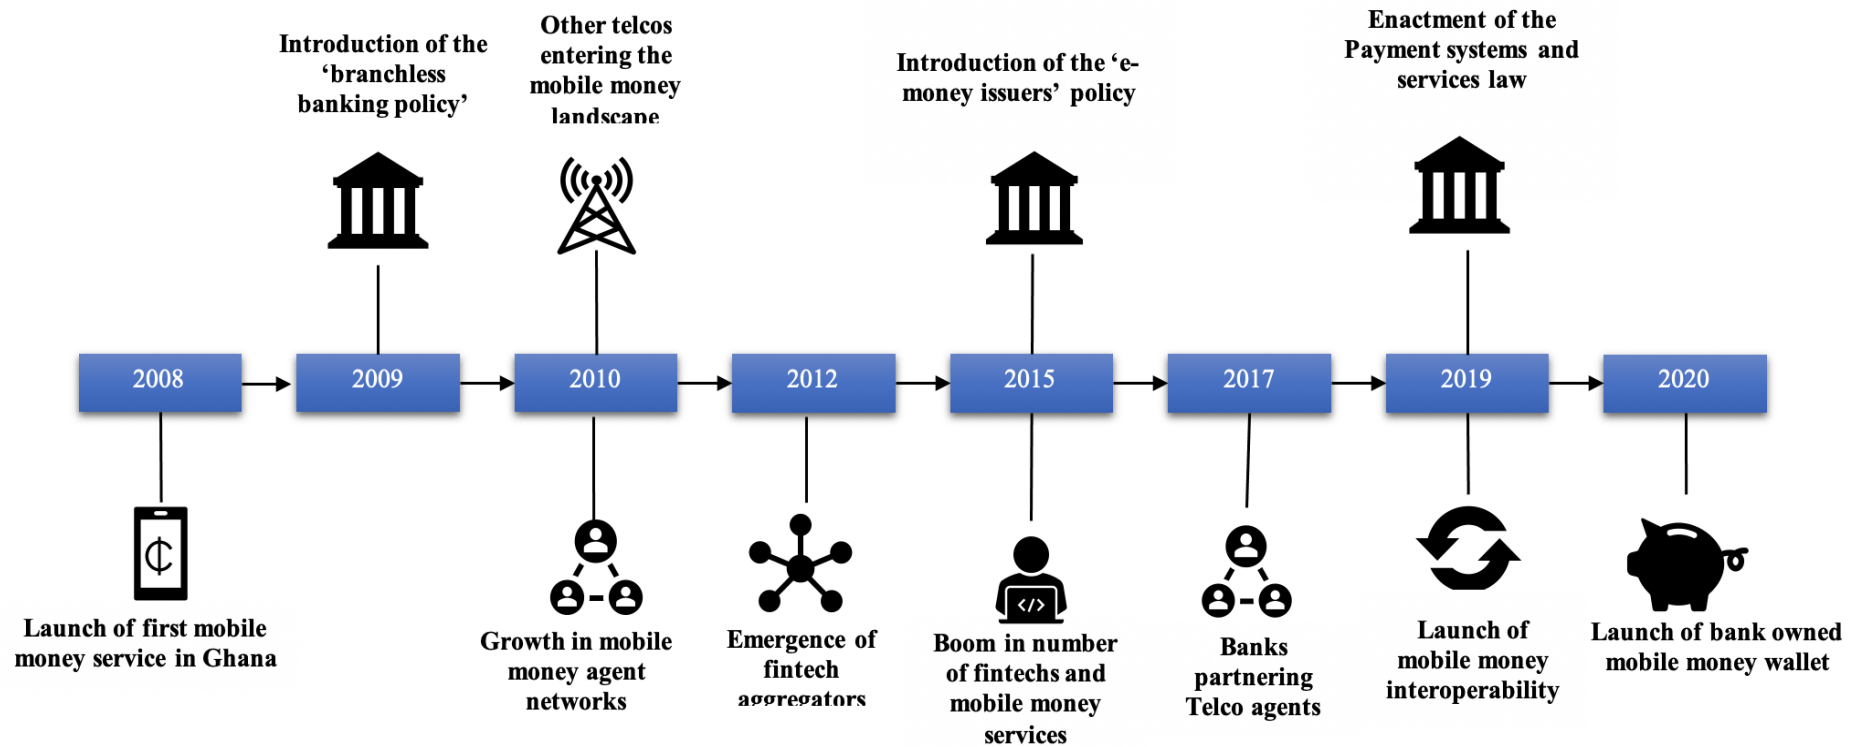 Introduction of the
‘branchless
banking policy’
Other telcos
entering the
mobile money
landscape
Introduction of the ‘e-
money issuers’ policy
Enactment of the
Payment systems and
services law
2008
2009
2010
2012
2015
2017
2019
2020
₵
Launch of first mobile
money service in Ghana
Growth in mobile
money agent
networks
Emergence of
fintech
aggregators
</>
Boom in number
of fintechs and
mobile money
services
Banks
partnering
Telco agents
Launch of
mobile money
interoperability
Launch of bank owned
mobile money wallet